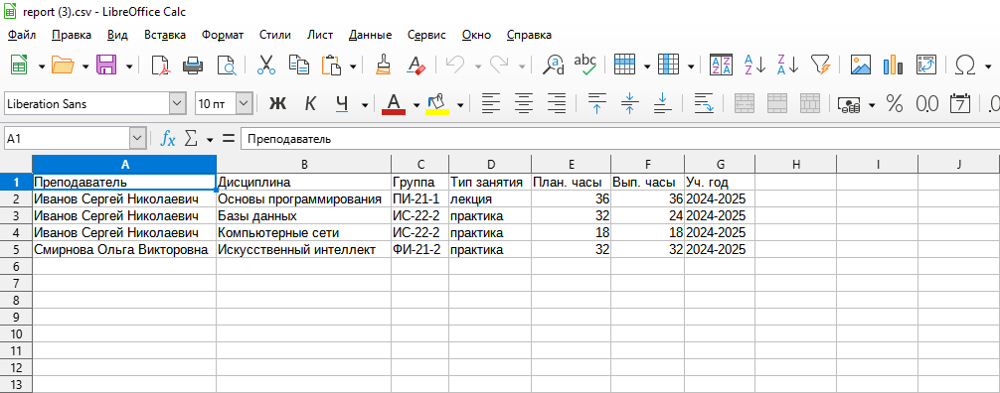 report (3).csv - LibreOffice Calc
Файл Правка Вид Вставка Формат Стили Лист Данные Сервис Окно Справка
Liberation Sans 10 пт Ж К Ч А % 0,0 7
A1 fx Σ = Преподаватель
A B C D E F G H I J
1 Преподаватель Дисциплина Группа Тип занятия План. часы Вып. часы Уч. год
2 Иванов Сергей Николаевич Основы программирования ПИ-21-1 лекция 36 36 2024-2025
3 Иванов Сергей Николаевич Базы данных ИС-22-2 практика 32 24 2024-2025
4 Иванов Сергей Николаевич Компьютерные сети ИС-22-2 практика 18 18 2024-2025
5 Смирнова Ольга Викторовна Искусственный интеллект ФИ-21-2 практика 32 32 2024-2025
6
7
8
9
10
11
12
13